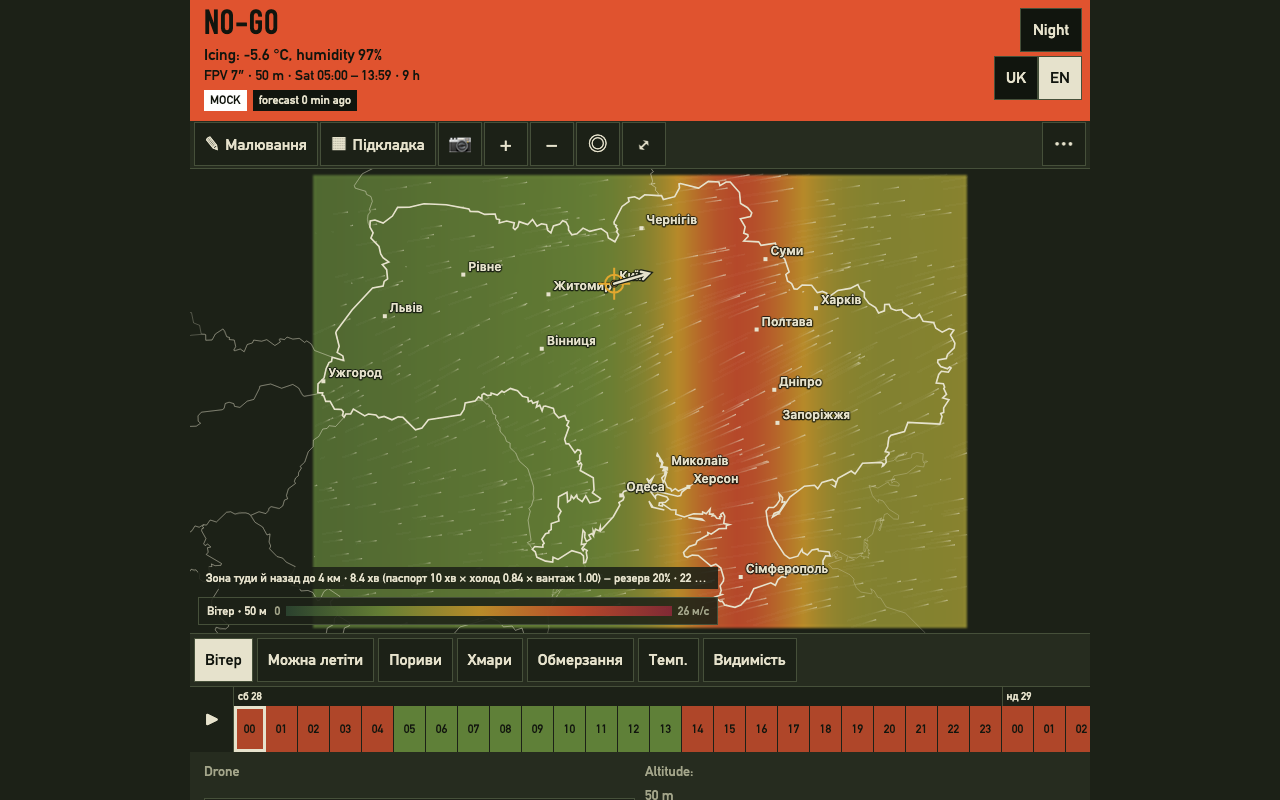 NO-GO
Icing: -5.6 °C, humidity 97%
FPV 7″ · 50 m · Sat 05:00 – 13:59 · 9 h
MOCK forecast 0 min ago
Night
UK EN
Малювання Підкладка + −
Чернігів
Суми
Рівне
Житомир
Харків
Львів
Полтава
Вінниця
Ужгород
Дніпро
Запоріжжя
Миколаїв
Херсон
Одеса
Сімферополь
Зона туди й назад до 4 км · 8.4 хв (паспорт 10 хв × холод 0.84 × вантаж 1.00) – резерв 20% · 22 …
Вітер · 50 м 0 26 м/с
Вітер Можна летіти Пориви Хмари Обмерзання Темп. Видимість
сб 28 нд 29
00 01 02 03 04 05 06 07 08 09 10 11 12 13 14 15 16 17 18 19 20 21 22 23 00 01 02
Drone Altitude:
50 m